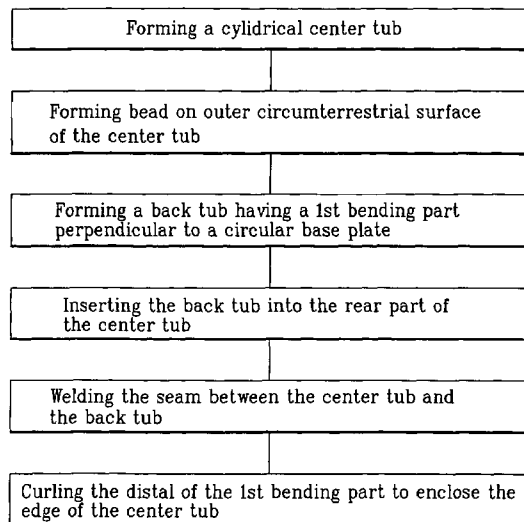 Forming a cylidrical center tub
Forming bead on outer circumterrestrial surface
of the center tub
Forming a back tub having a 1st bending part
perpendicular to a circular base plate
Inserting the back tub into the rear part of
the center tub
Welding the seam between the center tub and
the back tub
Curling the distal of the 1st bending part to enclose the
edge of the center tub